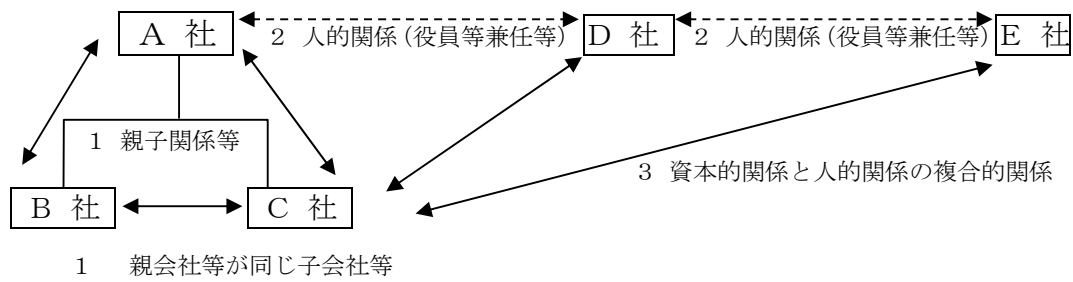 Ａ 社
２ 人的関係（役員等兼任等）
Ｄ 社
２ 人的関係（役員等兼任等）
Ｅ 社
１ 親子関係等
３ 資本的関係と人的関係の複合的関係
Ｂ 社
Ｃ 社
１ 親会社等が同じ子会社等